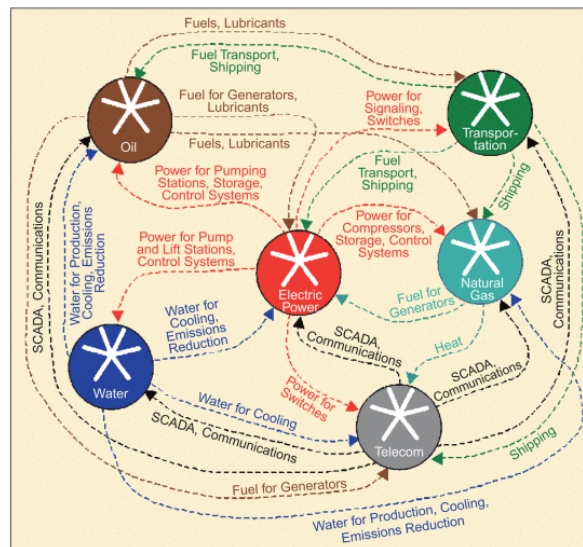 Fuels, Lubricants
Fuel Transport,
Shipping
Fuel for Generators,
Lubricants
Power for
Signaling,
Switches
Oil
Transpor-
tation
Fuels, Lubricants
Power for Pumping
Stations, Storage,
Control Systems
Fuel Transport,
Shipping
Shipping
Power for Pump
and Lift Stations,
Control Systems
Power for
Compressors,
Storage, Control
Systems
SCADA, Communications
Water for Production,
Cooling, Emissions
Reduction
Electric
Power
Natural
Gas
SCADA,
Communications
Water for
Cooling,
Emissions
Reduction
Fuel for
Generators
SCADA,
Communications
Heat
SCADA,
Communications
Water
Power for
Switches
Water for Cooling
SCADA, Communications
Telecom
Shipping
Fuel for Generators
Water for Production, Cooling,
Emissions Reduction